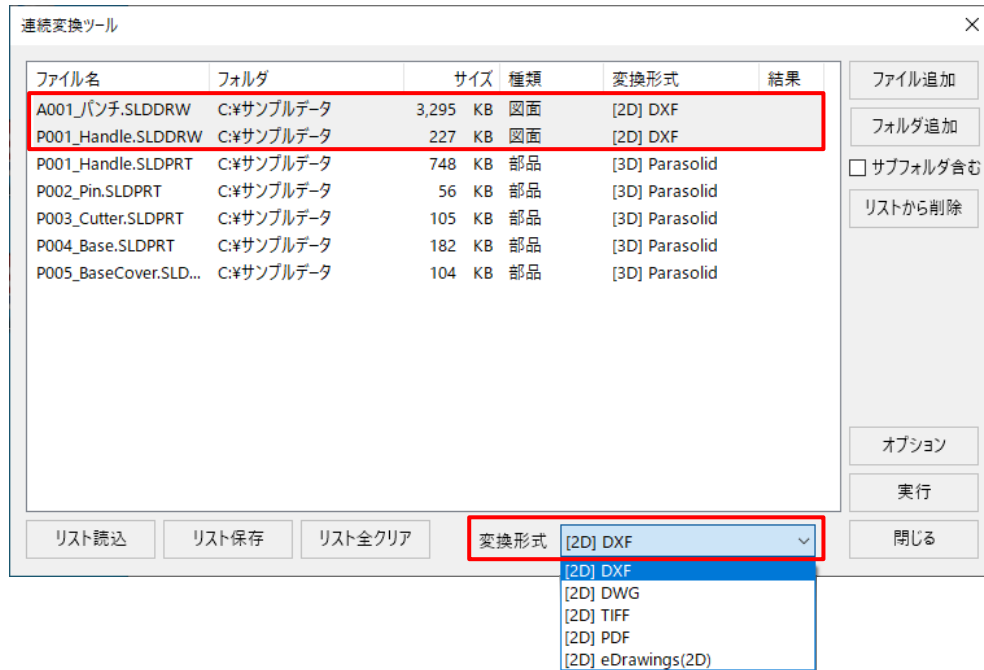 連続変換ツール
ファイル名 フォルダ サイズ 種類 変換形式 結果
A001_パンチ.SLDDRW C:¥サンプルデータ 3,295 KB 図面 [2D] DXF
P001_Handle.SLDDRW C:¥サンプルデータ 227 KB 図面 [2D] DXF
P001_Handle.SLDPRT C:¥サンプルデータ 748 KB 部品 [3D] Parasolid
P002_Pin.SLDPRT C:¥サンプルデータ 56 KB 部品 [3D] Parasolid
P003_Cutter.SLDPRT C:¥サンプルデータ 105 KB 部品 [3D] Parasolid
P004_Base.SLDPRT C:¥サンプルデータ 182 KB 部品 [3D] Parasolid
P005_BaseCover.SLD... C:¥サンプルデータ 104 KB 部品 [3D] Parasolid
ファイル追加
フォルダ追加
サブフォルダ含む
リストから削除
オプション
実行
リスト読込 リスト保存 リスト全クリア 変換形式 [2D] DXF 閉じる
[2D] DXF
[2D] DWG
[2D] TIFF
[2D] PDF
[2D] eDrawings(2D)